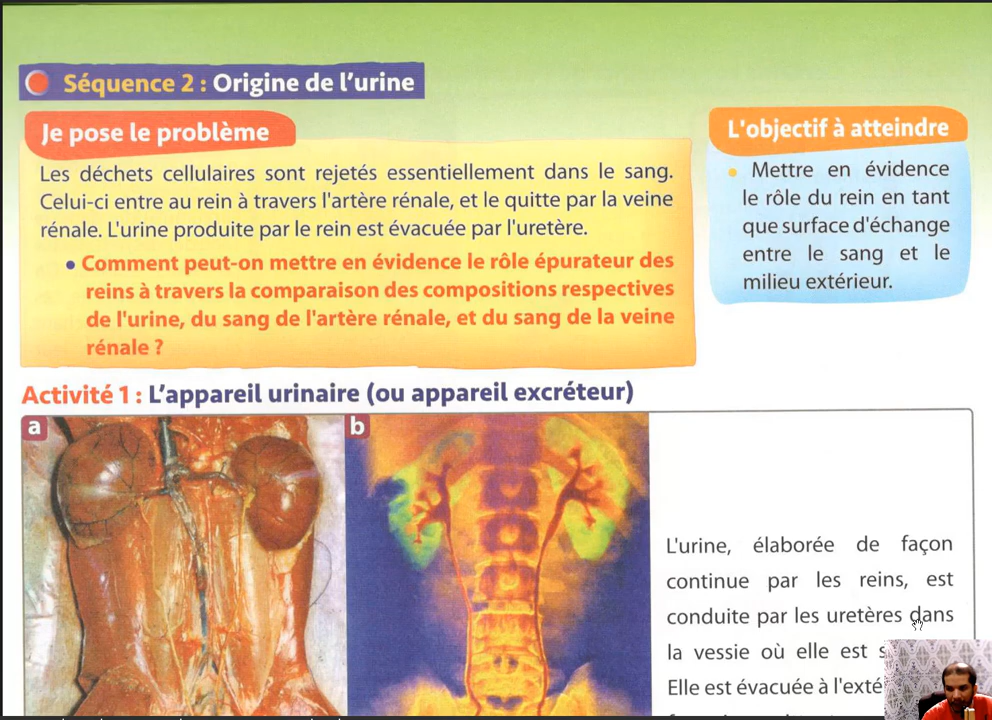 Séquence 2 : Origine de l'urine
Je pose le problème
Les déchets cellulaires sont rejetés essentiellement dans le sang.
Celui-ci entre au rein à travers l'artère rénale, et le quitte par la veine
rénale. L'urine produite par le rein est évacuée par l'uretère.
• Comment peut-on mettre en évidence le rôle épurateur des
reins à travers la comparaison des compositions respectives
de l'urine, du sang de l'artère rénale, et du sang de la veine
rénale ?
L'objectif à atteindre
• Mettre en évidence
le rôle du rein en tant
que surface d'échange
entre le sang et le
milieu extérieur.
Activité 1 : L'appareil urinaire (ou appareil excréteur)
a
b
L'urine, élaborée de façon
continue par les reins, est
conduite par les uretères dans
la vessie où elle est
Elle est évacuée à